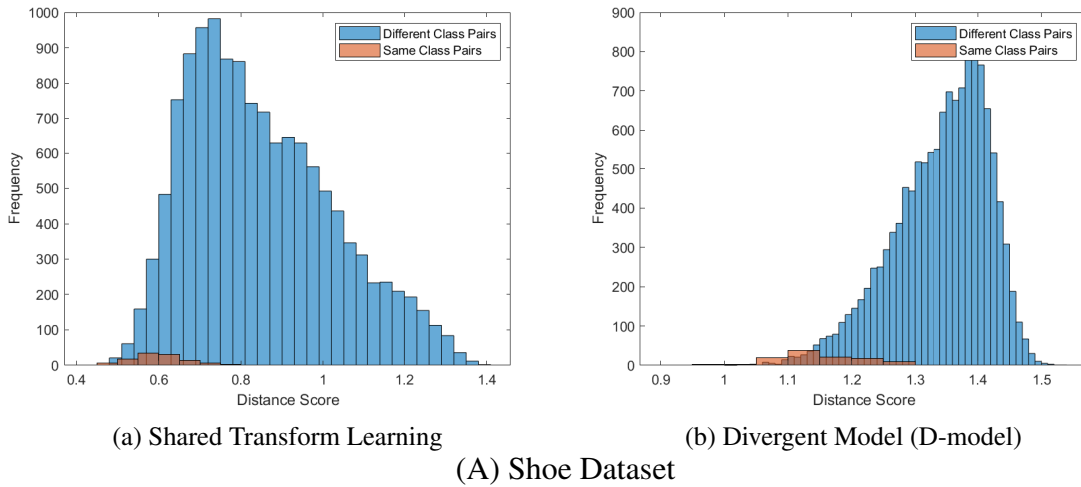 1000
900
800
700
600
500
400
300
200
100
0
Frequency
0.4 0.6 0.8 1 1.2 1.4
Distance Score
Different Class Pairs
Same Class Pairs
(a) Shared Transform Learning
900
800
700
600
500
400
300
200
100
0
Frequency
0.9 1 1.1 1.2 1.3 1.4 1.5
Distance Score
Different Class Pairs
Same Class Pairs
(b) Divergent Model (D-model)
(A) Shoe Dataset